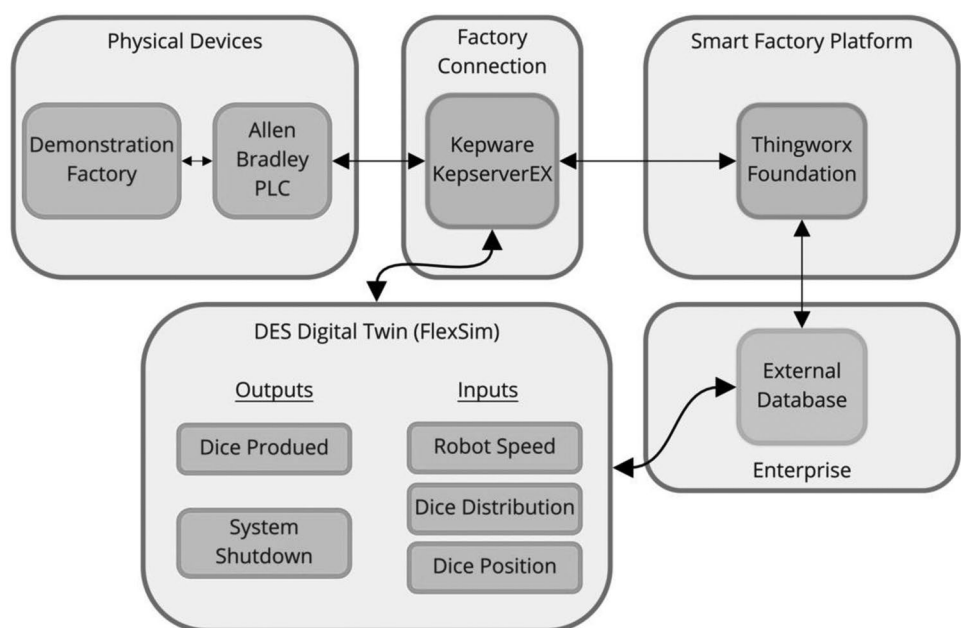 Physical Devices
Demonstration
Factory
Allen
Bradley
PLC
Factory
Connection
Kepware
KepserverEX
Smart Factory Platform
Thingworx
Foundation
DES Digital Twin (FlexSim)
Outputs
Dice Produed
System
Shutdown
Inputs
Robot Speed
Dice Distribution
Dice Position
External
Database
Enterprise